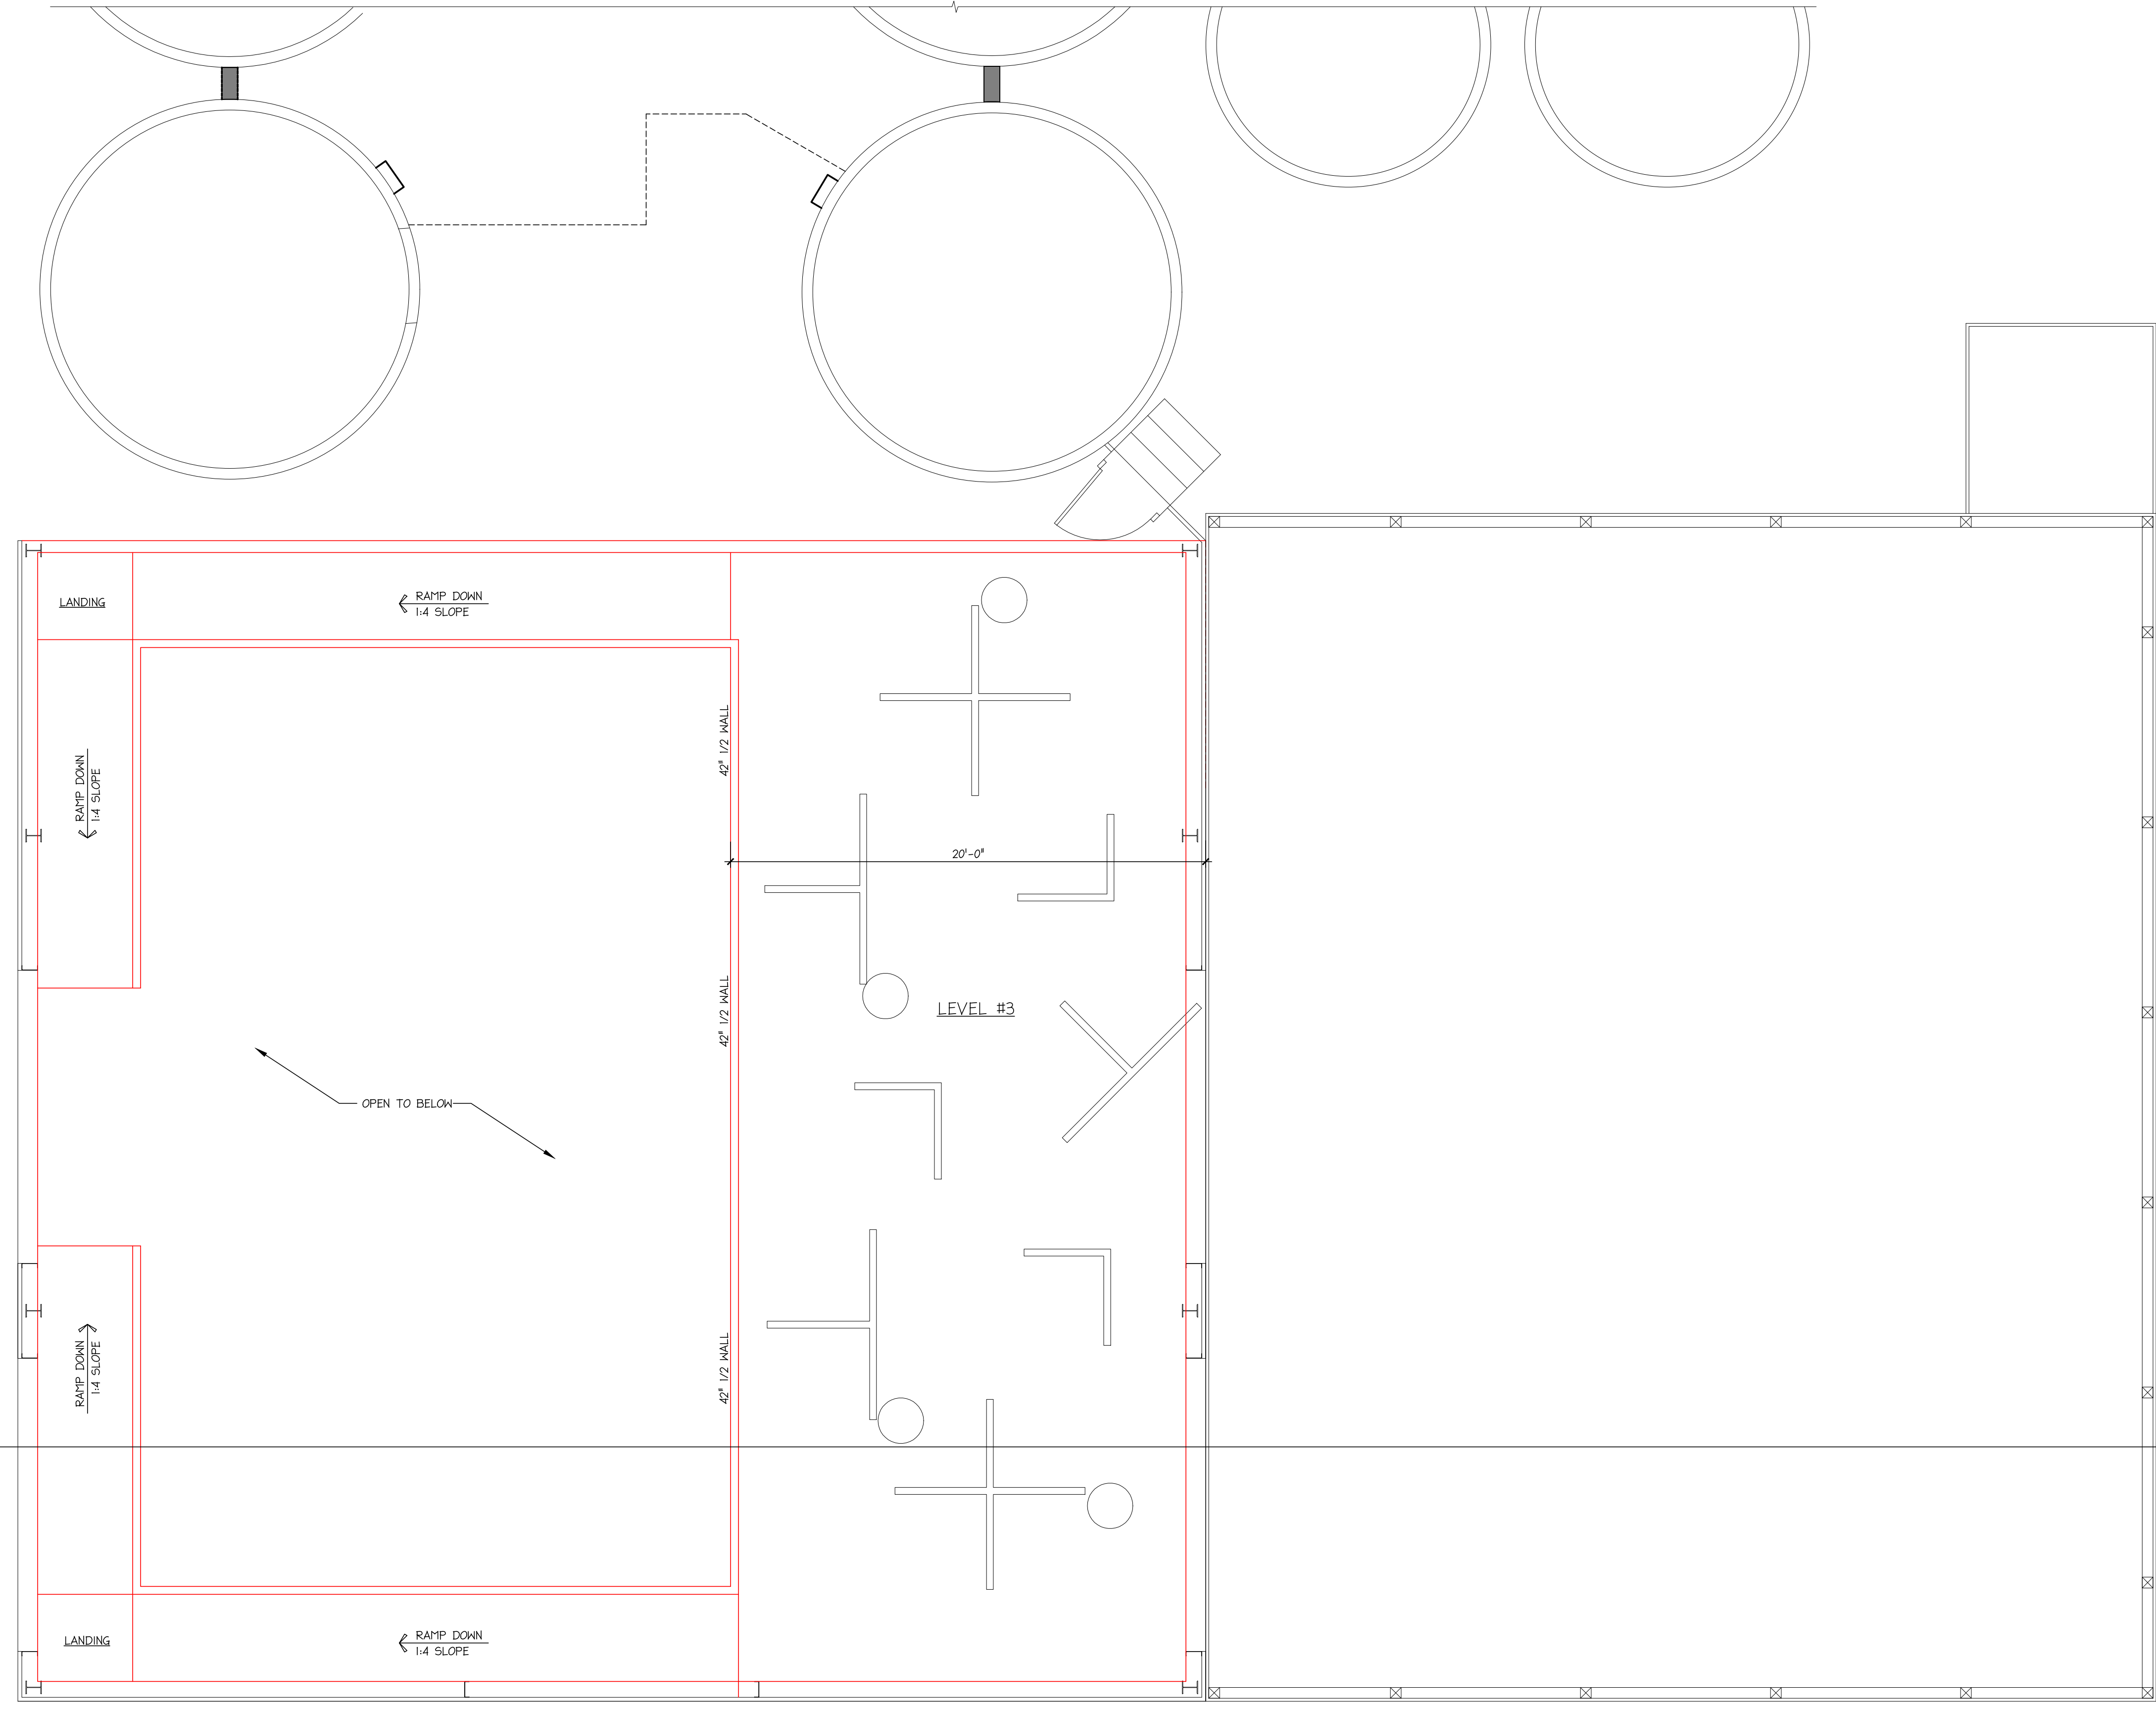 LANDING
RAMP DOWN
1:4 SLOPE
42" 1/2 WALL
RAMP DOWN
1:4 SLOPE
20'-0"
42" 1/2 WALL
LEVEL #3
OPEN TO BELOW
RAMP DOWN
1:4 SLOPE
42" 1/2 WALL
LANDING
RAMP DOWN
1:4 SLOPE